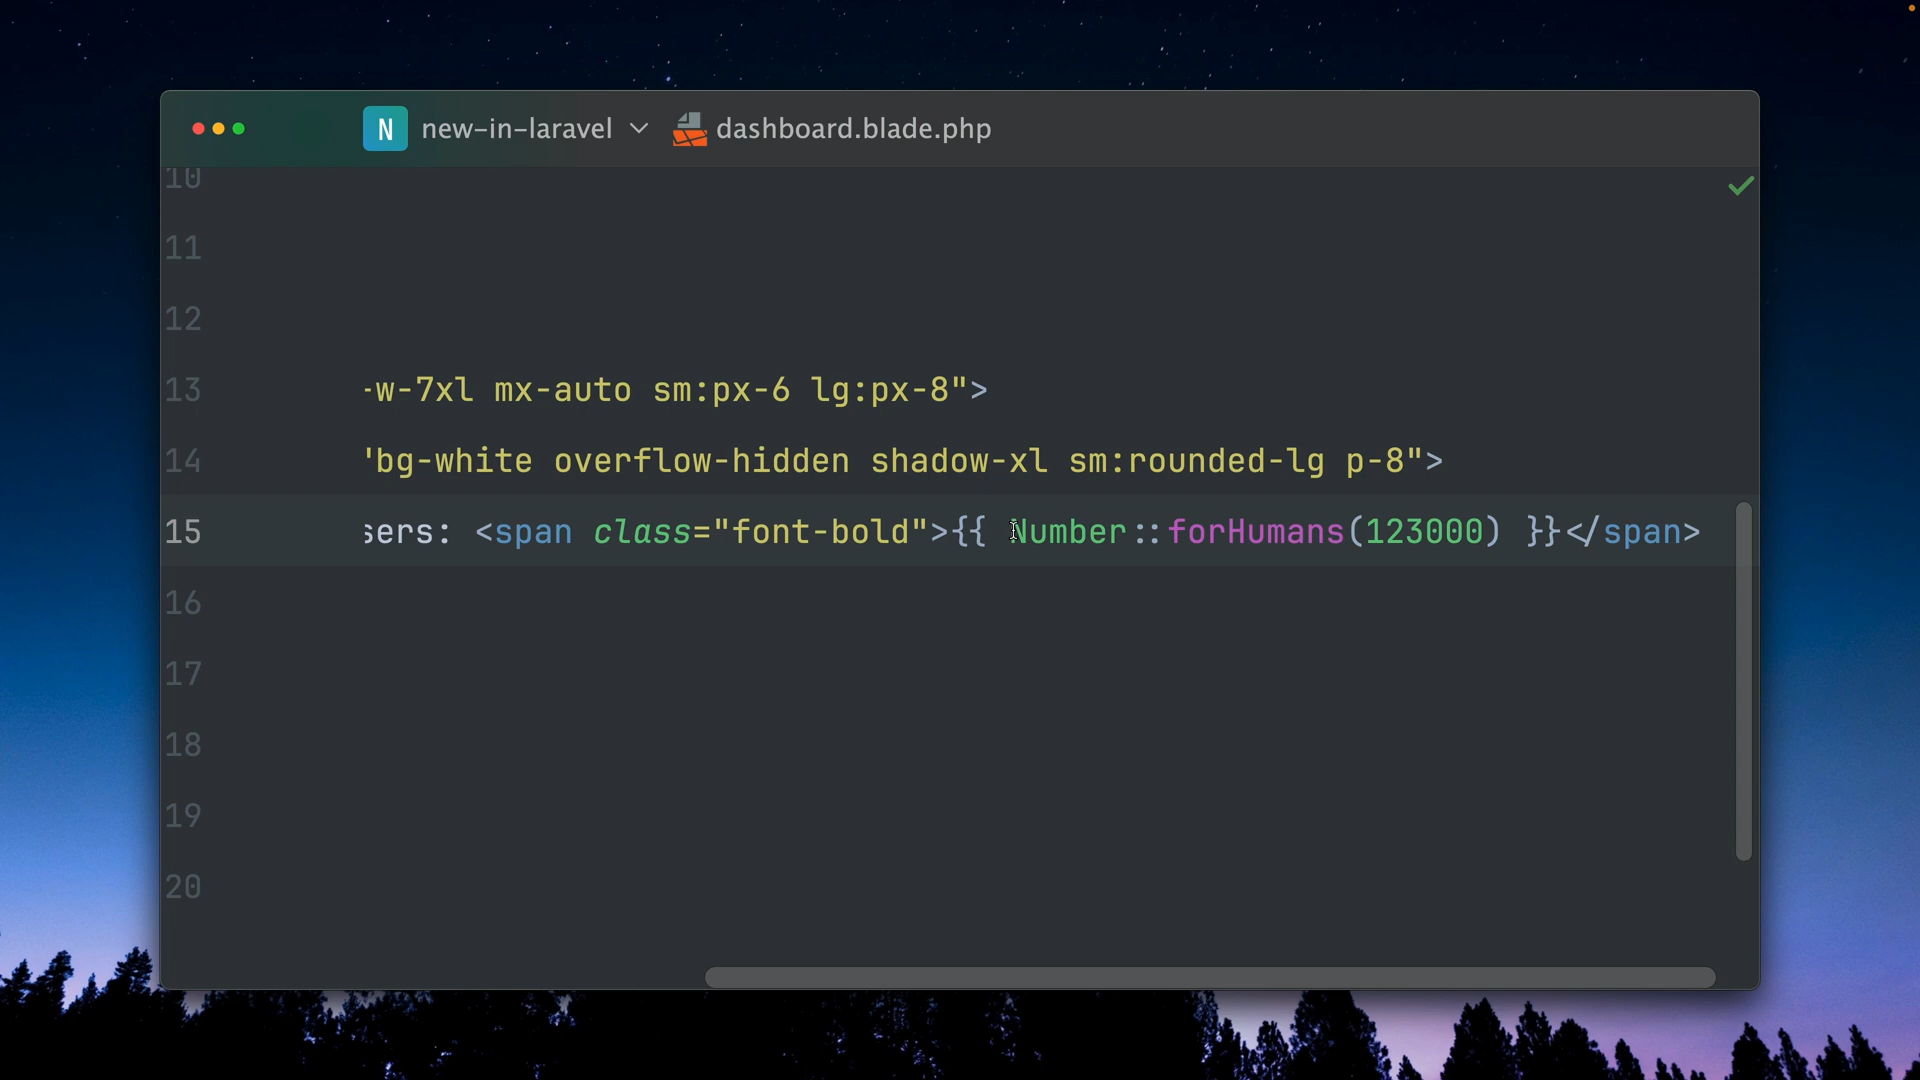 N new-in-laravel dashboard.blade.php
10
11
12
13 -w-7xl mx-auto sm:px-6 lg:px-8">
14 "bg-white overflow-hidden shadow-xl sm:rounded-lg p-8">
15 sers: <span class="font-bold">{{ Number::forHumans(123000) }}</span>
16
17
18
19
20